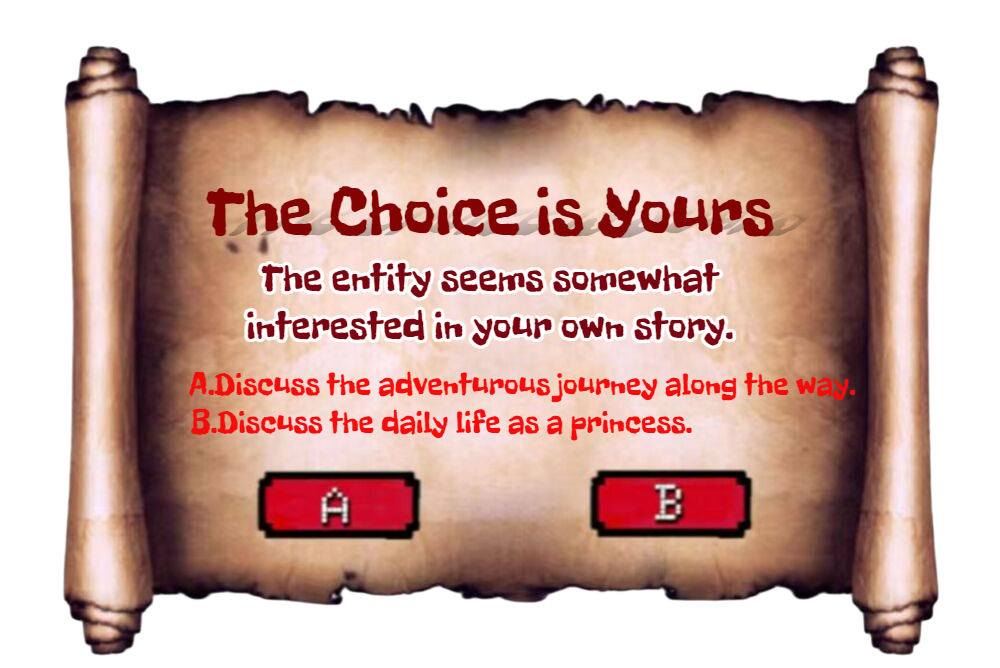 The Choice is Yours
The entity seems somewhat
interested in your own story.
A.Discuss the adventurous journey along the way.
B.Discuss the daily life as a princess.
A B